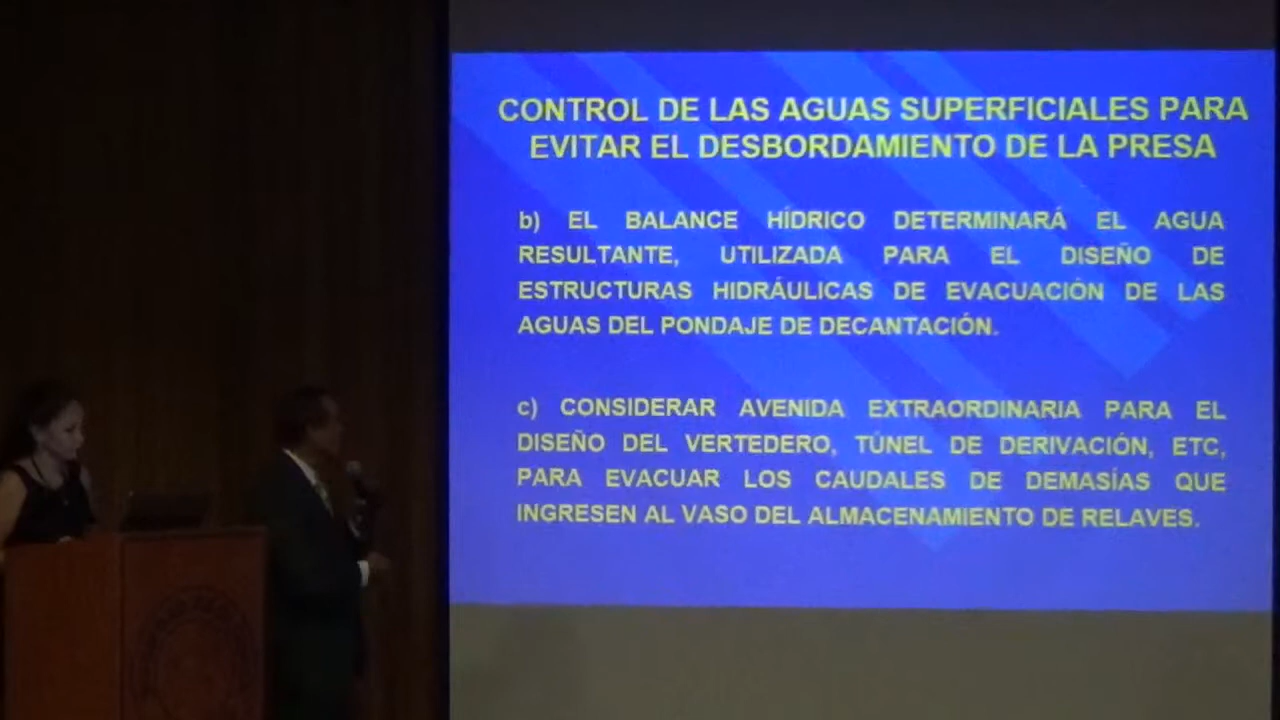 CONTROL DE LAS AGUAS SUPERFICIALES PARA
EVITAR EL DESBORDAMIENTO DE LA PRESA
b) EL BALANCE HÍDRICO DETERMINARÁ EL AGUA
RESULTANTE, UTILIZADA PARA EL DISEÑO DE
ESTRUCTURAS HIDRÁULICAS DE EVACUACIÓN DE LAS
AGUAS DEL PONDAJE DE DECANTACIÓN.
c) CONSIDERAR AVENIDA EXTRAORDINARIA PARA EL
DISEÑO DEL VERTEDERO, TÚNEL DE DERIVACIÓN, ETC,
PARA EVACUAR LOS CAUDALES DE DEMASÍAS QUE
INGRESEN AL VASO DEL ALMACENAMIENTO DE RELAVES.